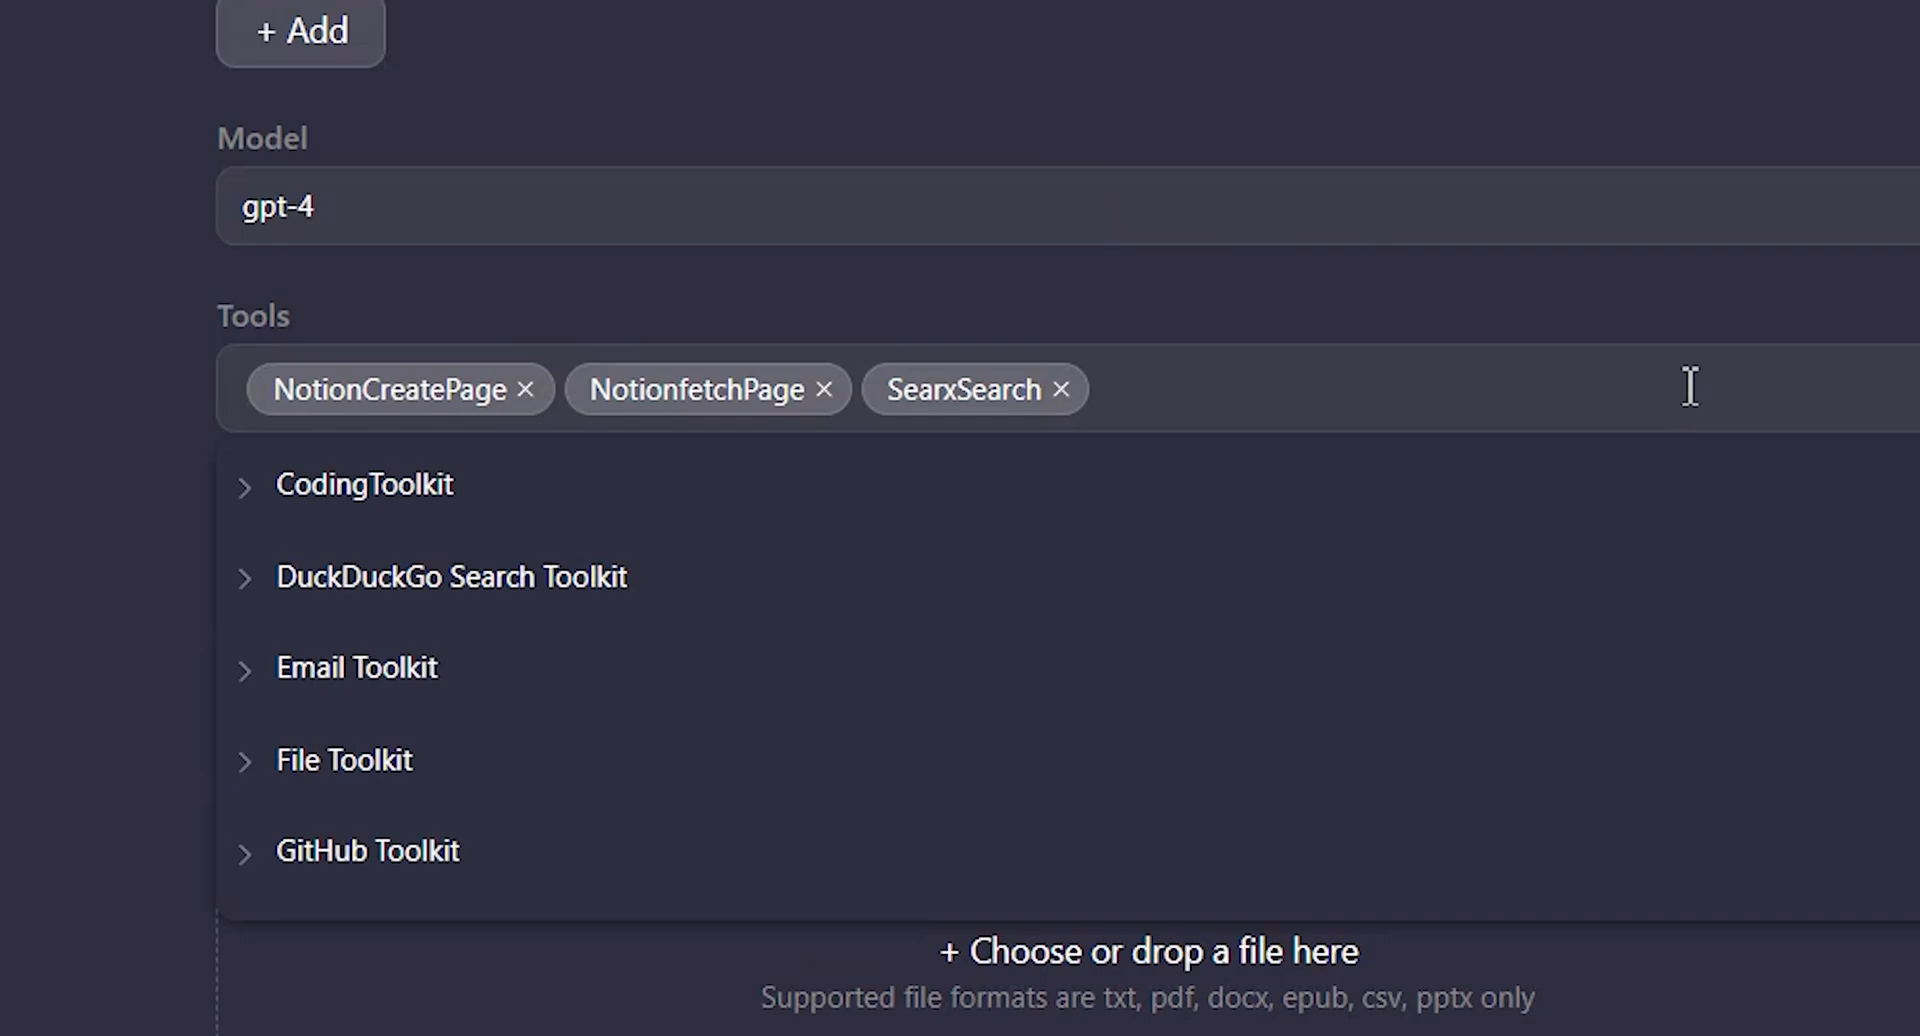 + Add
Model
gpt-4
Tools
NotionCreatePage × NotionfetchPage × SearxSearch ×
CodingToolkit
DuckDuckGo Search Toolkit
Email Toolkit
File Toolkit
GitHub Toolkit
+ Choose or drop a file here
Supported file formats are txt, pdf, docx, epub, csv, pptx only